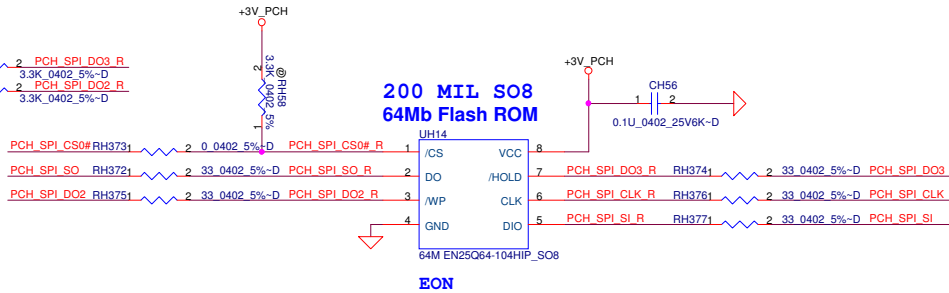 +3V_PCH
2 PCH_SPI_DO3_R
3.3K_0402_5%~D
2 PCH_SPI_DO2_R
3.3K_0402_5%~D
2
@RH58
3.3K_0402_5%
1
+3V_PCH
CH56
1 2
0.1U_0402_25V6K~D
200 MIL SO8
64Mb Flash ROM
UH14
PCH_SPI_CS0# RH373 1 2 0_0402_5%~D PCH_SPI_CS0#_R 1 /CS VCC 8
PCH_SPI_SO RH372 1 2 33_0402_5%~D PCH_SPI_SO_R 2 DO /HOLD 7 PCH_SPI_DO3_R RH374 1 2 33_0402_5%~D PCH_SPI_DO3
PCH_SPI_DO2 RH375 1 2 33_0402_5%~D PCH_SPI_DO2_R 3 /WP CLK 6 PCH_SPI_CLK_R RH376 1 2 33_0402_5%~D PCH_SPI_CLK
4 GND DIO 5 PCH_SPI_SI_R RH377 1 2 33_0402_5%~D PCH_SPI_SI
64M EN25Q64-104HIP_SO8
EON